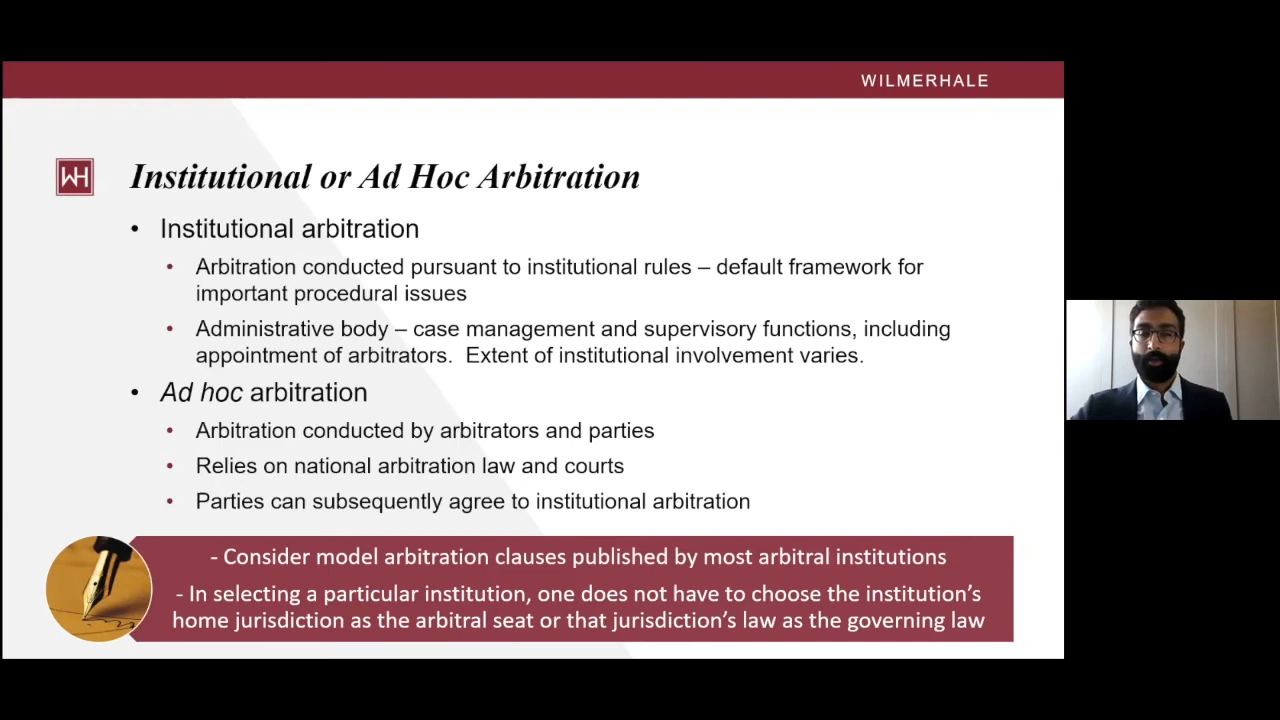 WILMERHALE
WH
Institutional or Ad Hoc Arbitration
• Institutional arbitration
• Arbitration conducted pursuant to institutional rules – default framework for
important procedural issues
• Administrative body – case management and supervisory functions, including
appointment of arbitrators.  Extent of institutional involvement varies.
• Ad hoc arbitration
• Arbitration conducted by arbitrators and parties
• Relies on national arbitration law and courts
• Parties can subsequently agree to institutional arbitration
- Consider model arbitration clauses published by most arbitral institutions
- In selecting a particular institution, one does not have to choose the institution’s
home jurisdiction as the arbitral seat or that jurisdiction’s law as the governing law